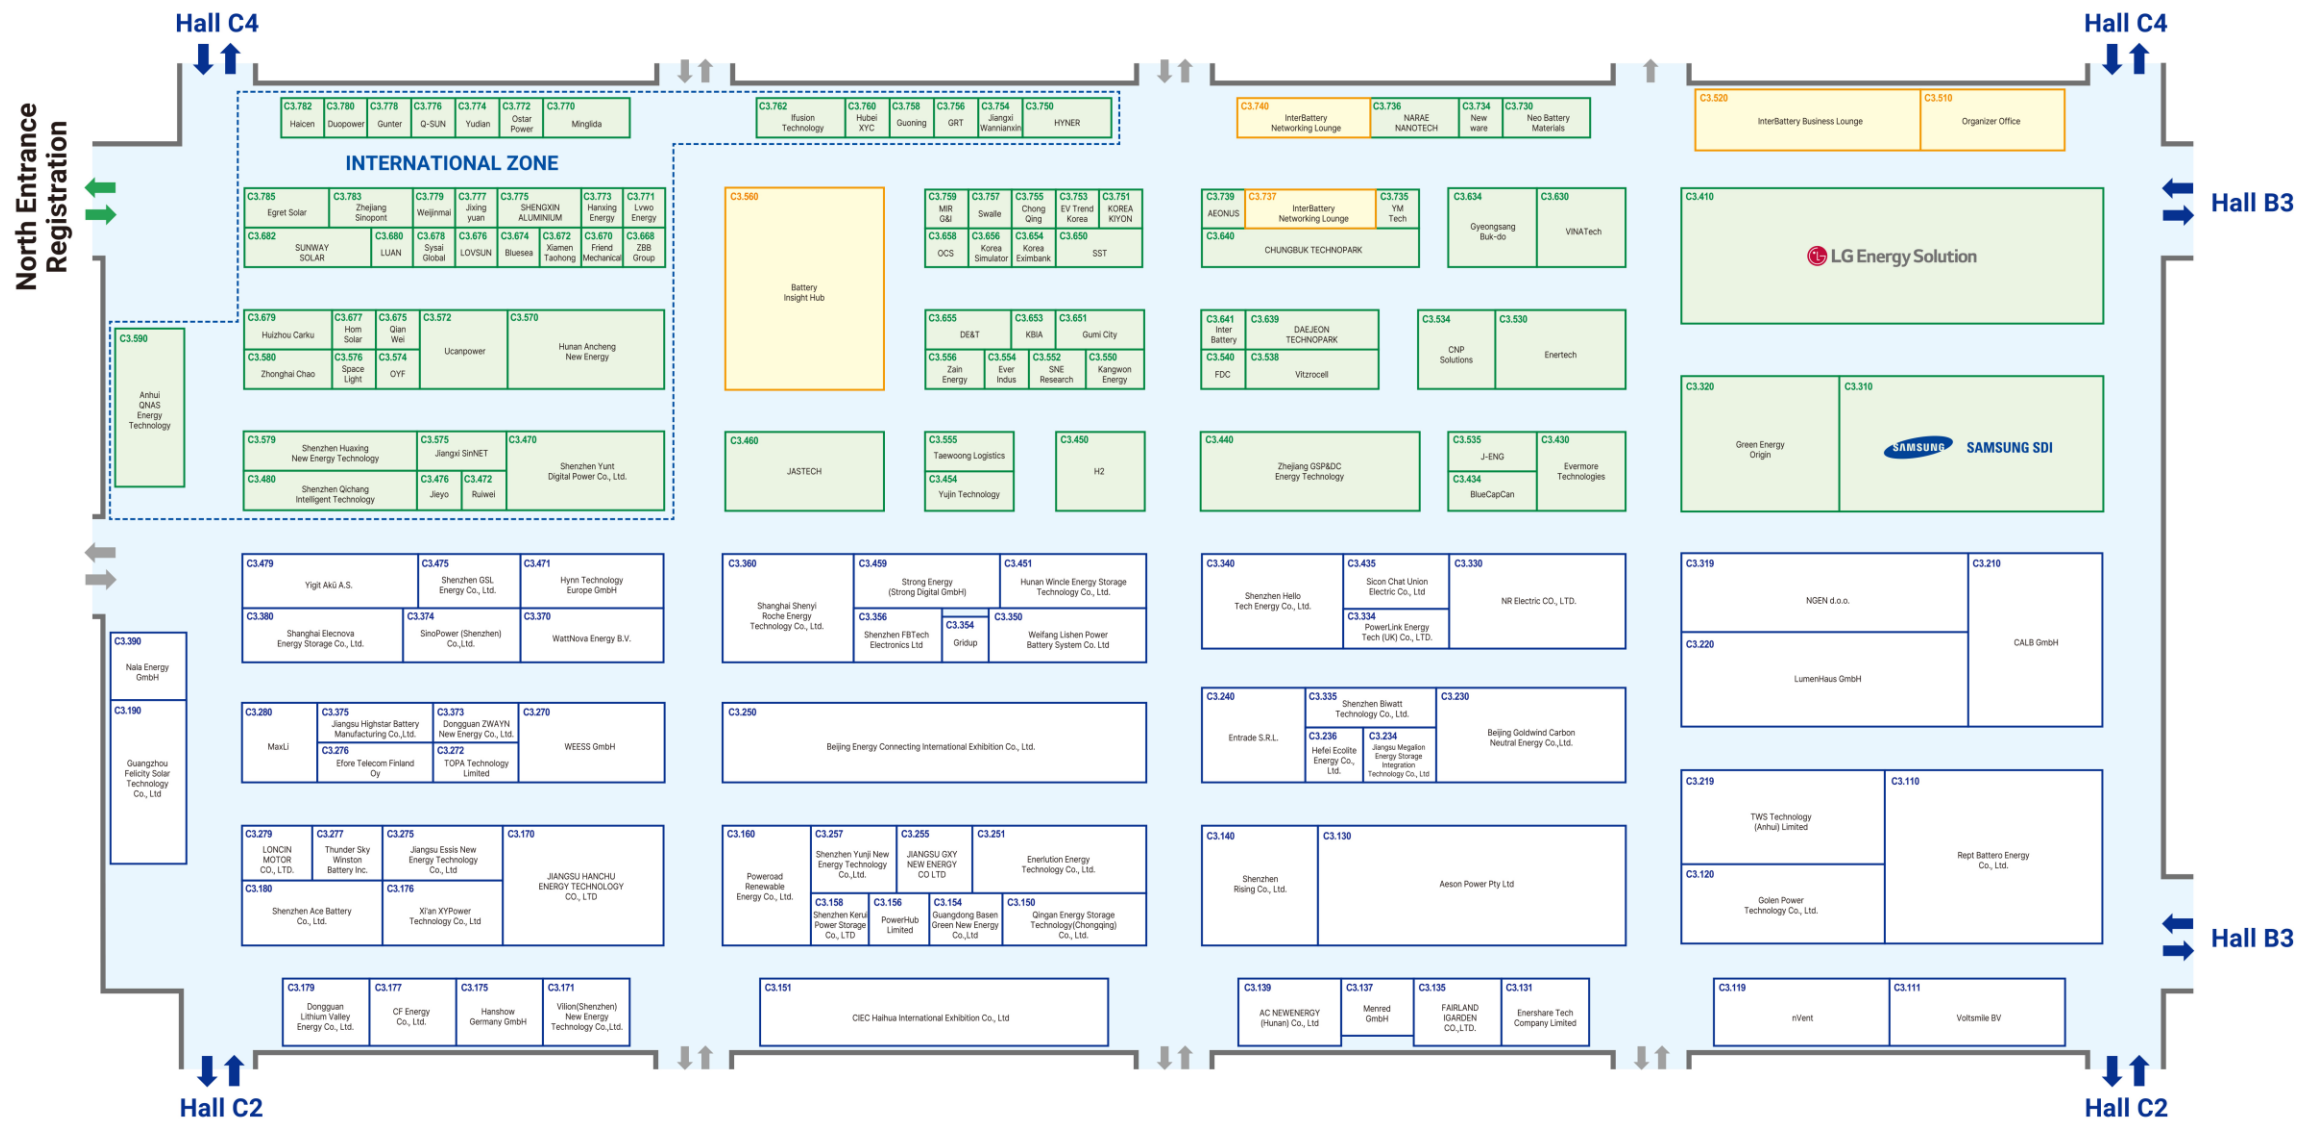 Hall C4
Hall C4
North Entrance
Registration
C3.782
Haicen
C3.780
Duopower
C3.778
Gunter
C3.776
Q-SUN
C3.774
Yudian
C3.772
Ostar
Power
C3.770
Minglida
C3.762
Ifusion
Technology
C3.760
Hubei
XYC
C3.758
Guoning
C3.756
GRT
C3.754
Jiangxi
Wannianxin
C3.750
HYNER
C3.740
InterBattery
Networking Lounge
C3.736
NARAE
NANOTECH
C3.734
New
ware
C3.730
Neo Battery
Materials
C3.520
InterBattery Business Lounge
C3.510
Organizer Office
INTERNATIONAL ZONE
C3.785
Egret Solar
C3.783
Zhejiang
Sinopont
C3.779
Weijinmai
C3.777
Jixing
yuan
C3.775
SHENGXIN
ALUMINIUM
C3.773
Hanxing
Energy
C3.771
Lvwo
Energy
C3.682
SUNWAY
SOLAR
C3.680
LUAN
C3.678
Sysai
Global
C3.676
LOVSUN
C3.674
Bluesea
C3.672
Xiamen
Taohong
C3.670
Friend
Mechanical
C3.668
ZBB
Group
C3.560
Battery
Insight Hub
C3.759
MIR
G&I
C3.757
Swalle
C3.755
Chong
Qing
C3.753
EV Trend
Korea
C3.751
KOREA
KIYON
C3.658
OCS
C3.656
Korea
Simulator
C3.654
Korea
Eximbank
C3.650
SST
C3.739
AEONUS
C3.737
InterBattery
Networking Lounge
C3.735
YM
Tech
C3.640
CHUNGBUK TECHNOPARK
C3.634
Gyeongsang
Buk-do
C3.630
VINATech
C3.410
LG Energy Solution
Hall B3
C3.590
Anhui
QNAS
Energy
Technology
C3.679
Huizhou Carku
C3.677
Hom
Solar
C3.675
Qian
Wei
C3.572
Ucanpower
C3.570
Hunan Ancheng
New Energy
C3.580
Zhonghai Chao
C3.576
Space
Light
C3.574
OYF
C3.655
DE&T
C3.653
KBIA
C3.651
Gumi City
C3.556
Zain
Energy
C3.554
Ever
Indus
C3.552
SNE
Research
C3.550
Kangwon
Energy
C3.641
Inter
Battery
C3.639
DAEJEON
TECHNOPARK
C3.540
FDC
C3.538
Vitzrocell
C3.534
CNP
Solutions
C3.530
Enertech
C3.320
Green Energy
Origin
C3.310
SAMSUNG
SAMSUNG SDI
C3.579
Shenzhen Huaxing
New Energy Technology
C3.575
Jiangxi SinNET
C3.470
Shenzhen Yunt
Digital Power Co., Ltd.
C3.480
Shenzhen Qichang
Intelligent Technology
C3.476
Jieyo
C3.472
Ruiwei
C3.460
JASTECH
C3.555
Taewoong Logistics
C3.454
Yujin Technology
C3.450
H2
C3.440
Zhejiang GSP&DC
Energy Technology
C3.535
J-ENG
C3.434
BlueCapCan
C3.430
Evermore
Technologies
C3.479
Yigit Akü A.S.
C3.475
Shenzhen GSL
Energy Co., Ltd.
C3.471
Hynn Technology
Europe GmbH
C3.380
Shanghai Elecnova
Energy Storage Co., Ltd.
C3.374
SinoPower (Shenzhen)
Co.,Ltd.
C3.370
WattNova Energy B.V.
C3.360
Shanghai Shenyi
Roche Energy
Technology Co., Ltd.
C3.459
Strong Energy
(Strong Digital GmbH)
C3.451
Hunan Wincle Energy Storage
Technology Co., Ltd.
C3.356
Shenzhen FBTech
Electronics Ltd
C3.354
Gridup
C3.350
Weifang Lishen Power
Battery System Co. Ltd
C3.340
Shenzhen Hello
Tech Energy Co., Ltd.
C3.435
Sicon Chat Union
Electric Co., Ltd
C3.334
PowerLink Energy
Tech (UK) Co., LTD.
C3.330
NR Electric CO., LTD.
C3.319
NGEN d.o.o.
C3.210
CALB GmbH
C3.220
LumenHaus GmbH
C3.390
Nala Energy
GmbH
C3.190
Guangzhou
Felicity Solar
Technology
Co., Ltd
C3.280
MaxLi
C3.375
Jiangsu Highstar Battery
Manufacturing Co.,Ltd.
C3.373
Dongguan ZWAYN
New Energy Co., Ltd.
C3.270
WEESS GmbH
C3.276
Efore Telecom Finland
Oy
C3.272
TOPA Technology
Limited
C3.250
Beijing Energy Connecting International Exhibition Co., Ltd.
C3.240
Entrade S.R.L.
C3.335
Shenzhen Biwatt
Technology Co., Ltd.
C3.236
Hefei Ecolite
Energy Co.,
Ltd.
C3.234
Jiangsu Megalion
Energy Storage
Integration
Technology Co., Ltd
C3.230
Beijing Goldwind Carbon
Neutral Energy Co.,Ltd.
C3.219
TWS Technology
(Anhui) Limited
C3.110
Rept Battero Energy
Co., Ltd.
C3.120
Golen Power
Technology Co., Ltd.
C3.279
LONCIN
MOTOR
CO., LTD.
C3.277
Thunder Sky
Winston
Battery Inc.
C3.275
Jiangsu Essis New
Energy Technology
Co., Ltd
C3.170
JIANGSU HANCHU
ENERGY TECHNOLOGY
CO., LTD
C3.180
Shenzhen Ace Battery
Co., Ltd.
C3.176
Xi'an XYPower
Technology Co., Ltd
C3.160
Poweroad
Renewable
Energy Co., Ltd.
C3.257
Shenzhen Yunji New
Energy Technology
Co.,Ltd.
C3.255
JIANGSU GXY
NEW ENERGY
CO LTD
C3.251
Enerlution Energy
Technology Co., Ltd.
C3.158
Shenzhen Kerui
Power Storage
Co., LTD
C3.156
PowerHub
Limited
C3.154
Guangdong Basen
Green New Energy
Co.,Ltd
C3.150
Qingan Energy Storage
Technology(Chongqing)
Co., Ltd.
C3.140
Shenzhen
Rising Co., Ltd.
C3.130
Aeson Power Pty Ltd
Hall B3
C3.179
Dongguan
Lithium Valley
Energy Co., Ltd.
C3.177
CF Energy
Co., Ltd.
C3.175
Hanshow
Germany GmbH
C3.171
Vilion(Shenzhen)
New Energy
Technology Co.,Ltd.
C3.151
CIEC Haihua International Exhibition Co., Ltd
C3.139
AC NEWENERGY
(Hunan) Co., Ltd
C3.137
Menred
GmbH
C3.135
FAIRLAND
IGARDEN
CO.,LTD.
C3.131
Enershare Tech
Company Limited
C3.119
nVent
C3.111
Voltsmile BV
Hall C2
Hall C2